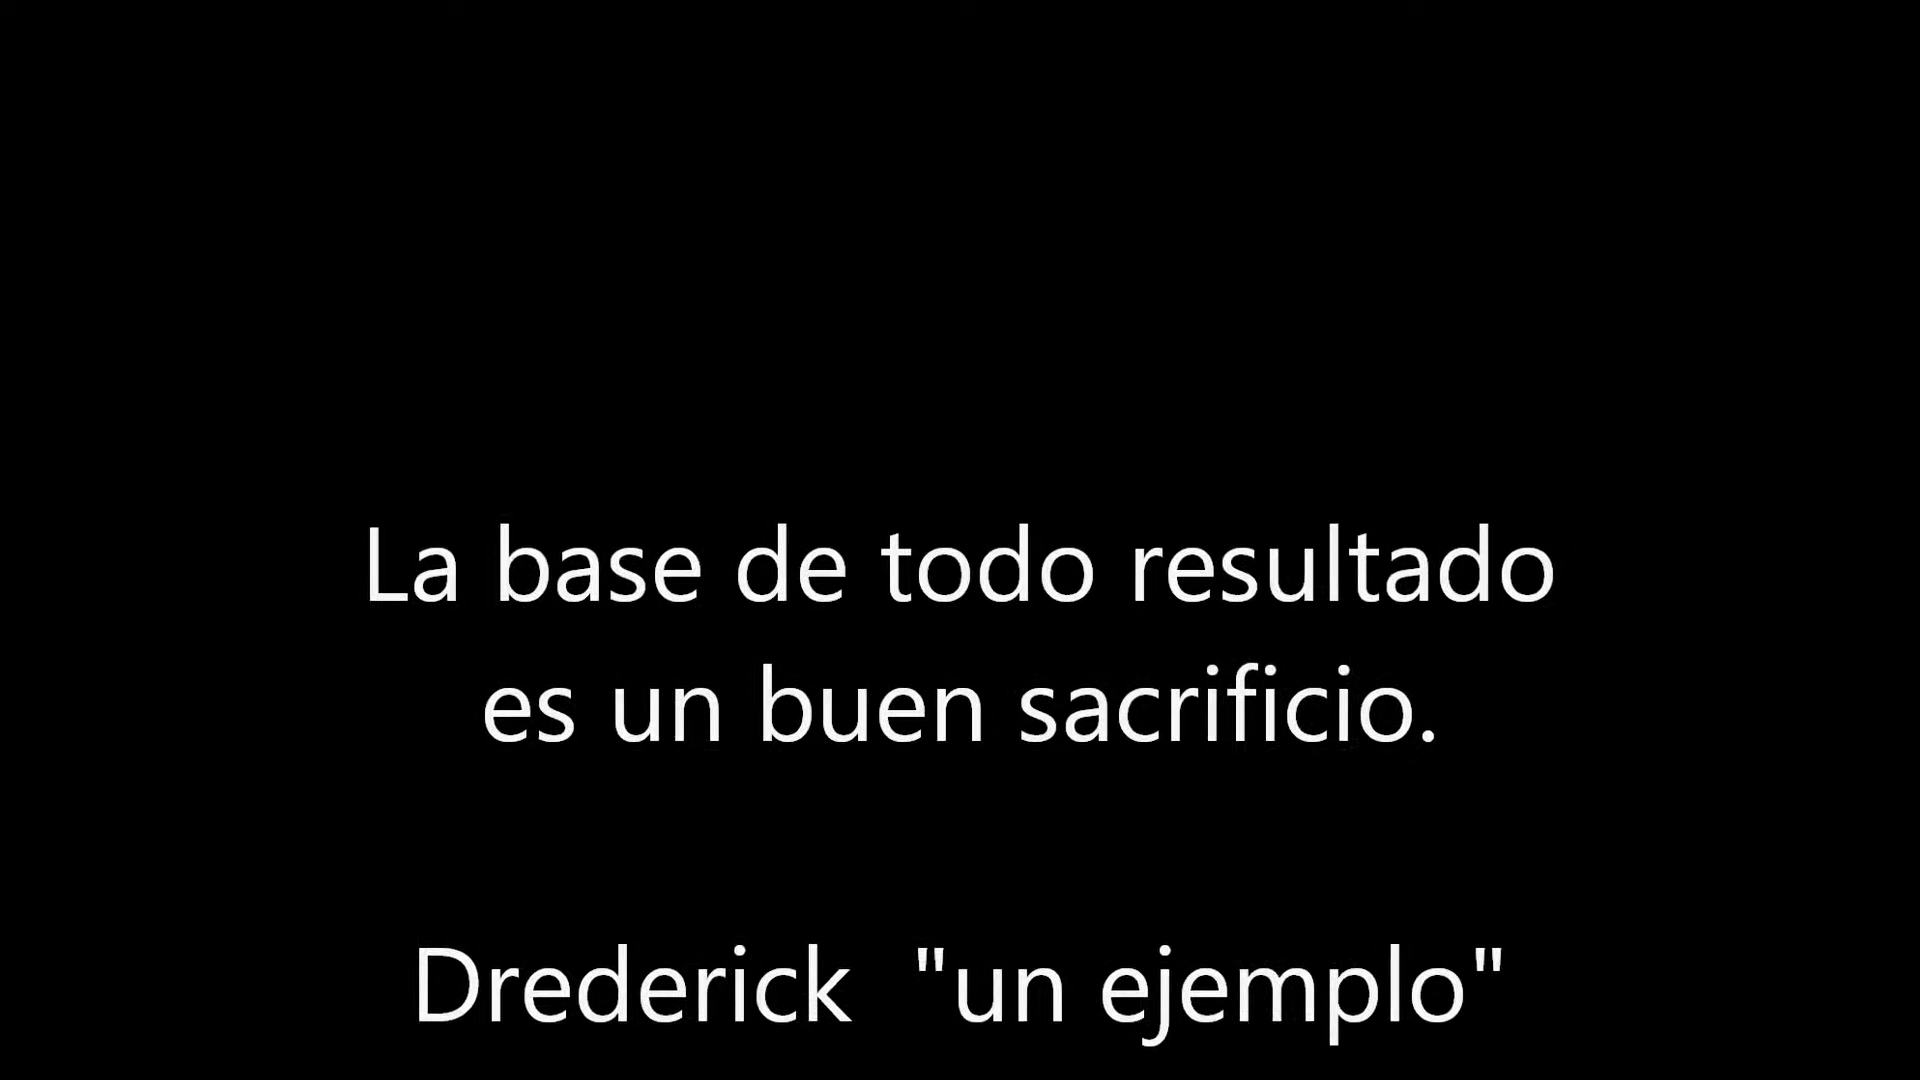 La base de todo resultado
es un buen sacrificio.
Drederick "un ejemplo"